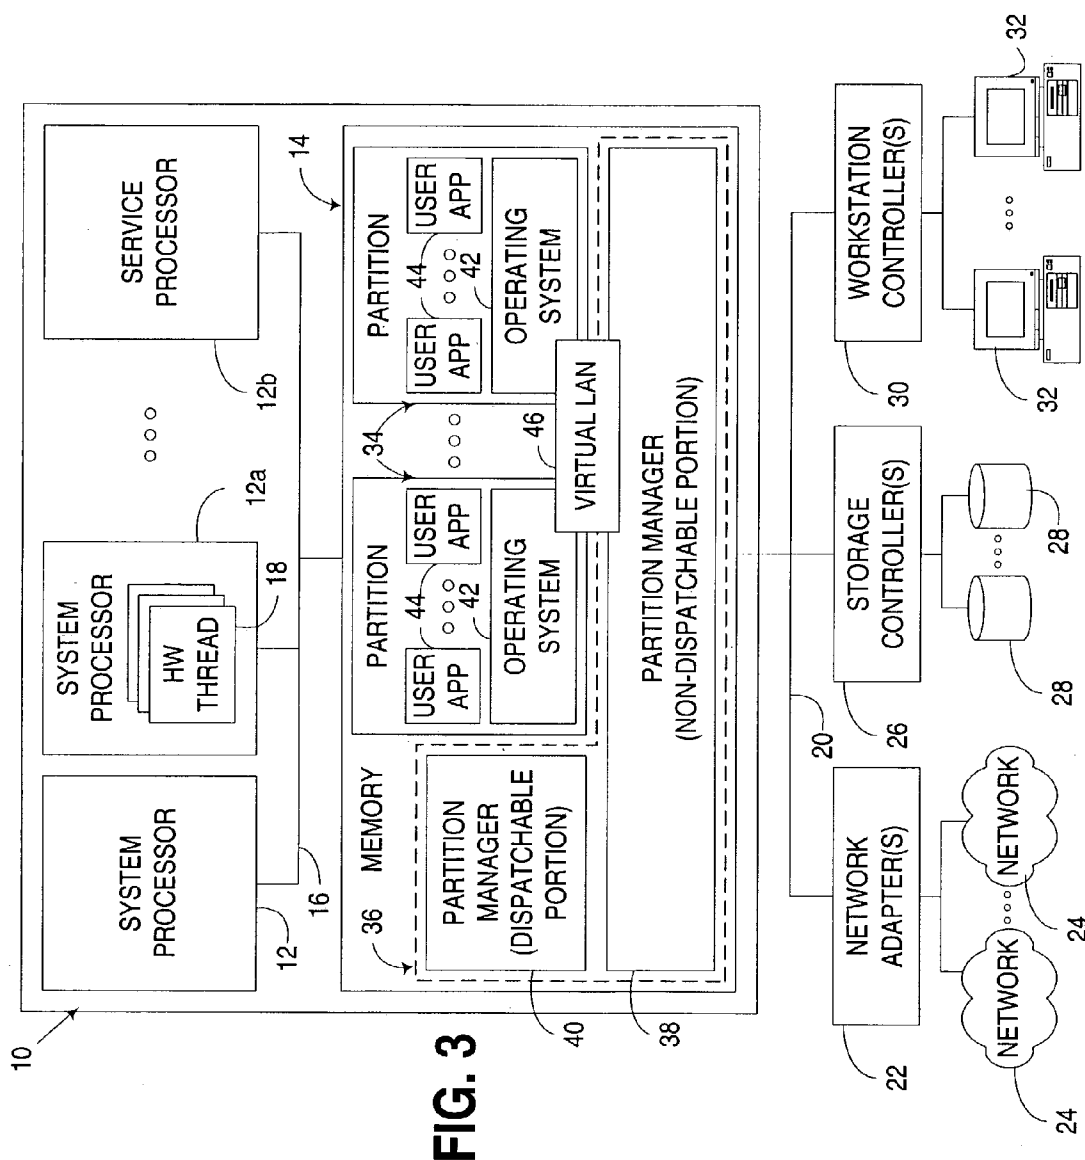 10
SYSTEM
PROCESSOR
12
SYSTEM
PROCESSOR
HW
THREAD
18
12a
SERVICE
PROCESSOR
12b
16
14
36
MEMORY
PARTITION
MANAGER
(DISPATCHABLE
PORTION)
40
PARTITION
44
USER
APP
USER
APP
42
OPERATING
SYSTEM
34
PARTITION
44
USER
APP
USER
APP
42
OPERATING
SYSTEM
46
VIRTUAL LAN
PARTITION MANAGER
(NON-DISPATCHABLE PORTION)
38
20
NETWORK
ADAPTER(S)
22
NETWORK
24
NETWORK
24
STORAGE
CONTROLLER(S)
26
28
28
WORKSTATION
CONTROLLER(S)
30
32
32
FIG. 3